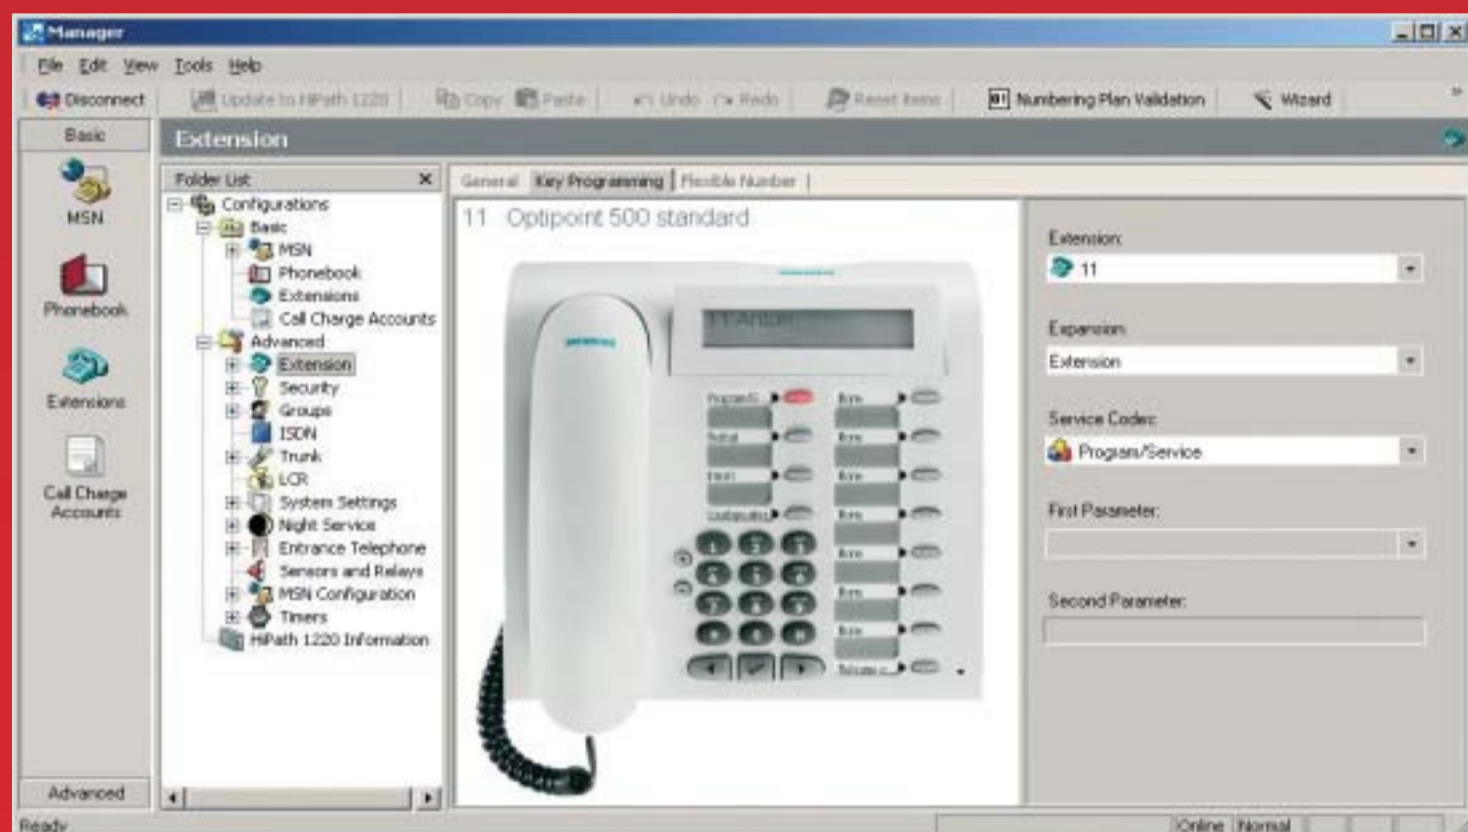 Manager
File Edit View Tools Help
Disconnect Update to HiPath 1220 Copy Paste Undo Redo Reset Items Numbering Plan Validation Wizard
Basic
Extension
MSN
Phonebook
Extensions
Call Charge
Accounts
Advanced
Folder List
Configurations
Basic
MSN
Phonebook
Extensions
Call Charge Accounts
Advanced
Extension
Security
Groups
ISDN
Trunk
LCR
System Settings
Night Service
Entrance Telephone
Sensors and Relays
MSN Configuration
Timers
HiPath 1220 Information
General Key Programming Flexible Number
11 Optipoint 500 standard
SIEMENS
11 Anton
Extension:
11
Expansion:
Extension
Service Codes:
Program/Service
First Parameter:
Second Parameter:
Ready
Online Normal